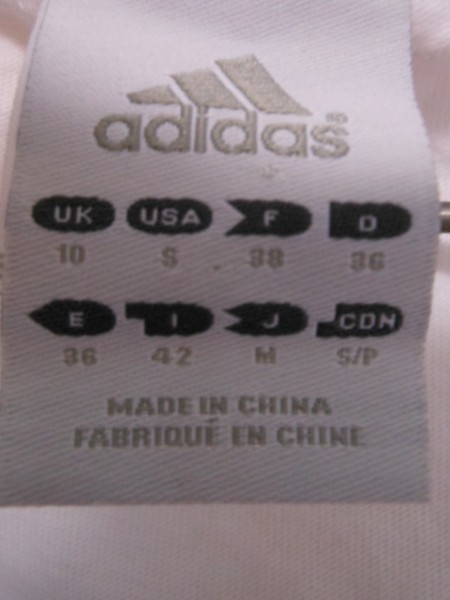 adidas®
UK USA F D
10 S 38 36
E I J CDN
36 42 M S/P
MADE IN CHINA
FABRIQUÉ EN CHINE